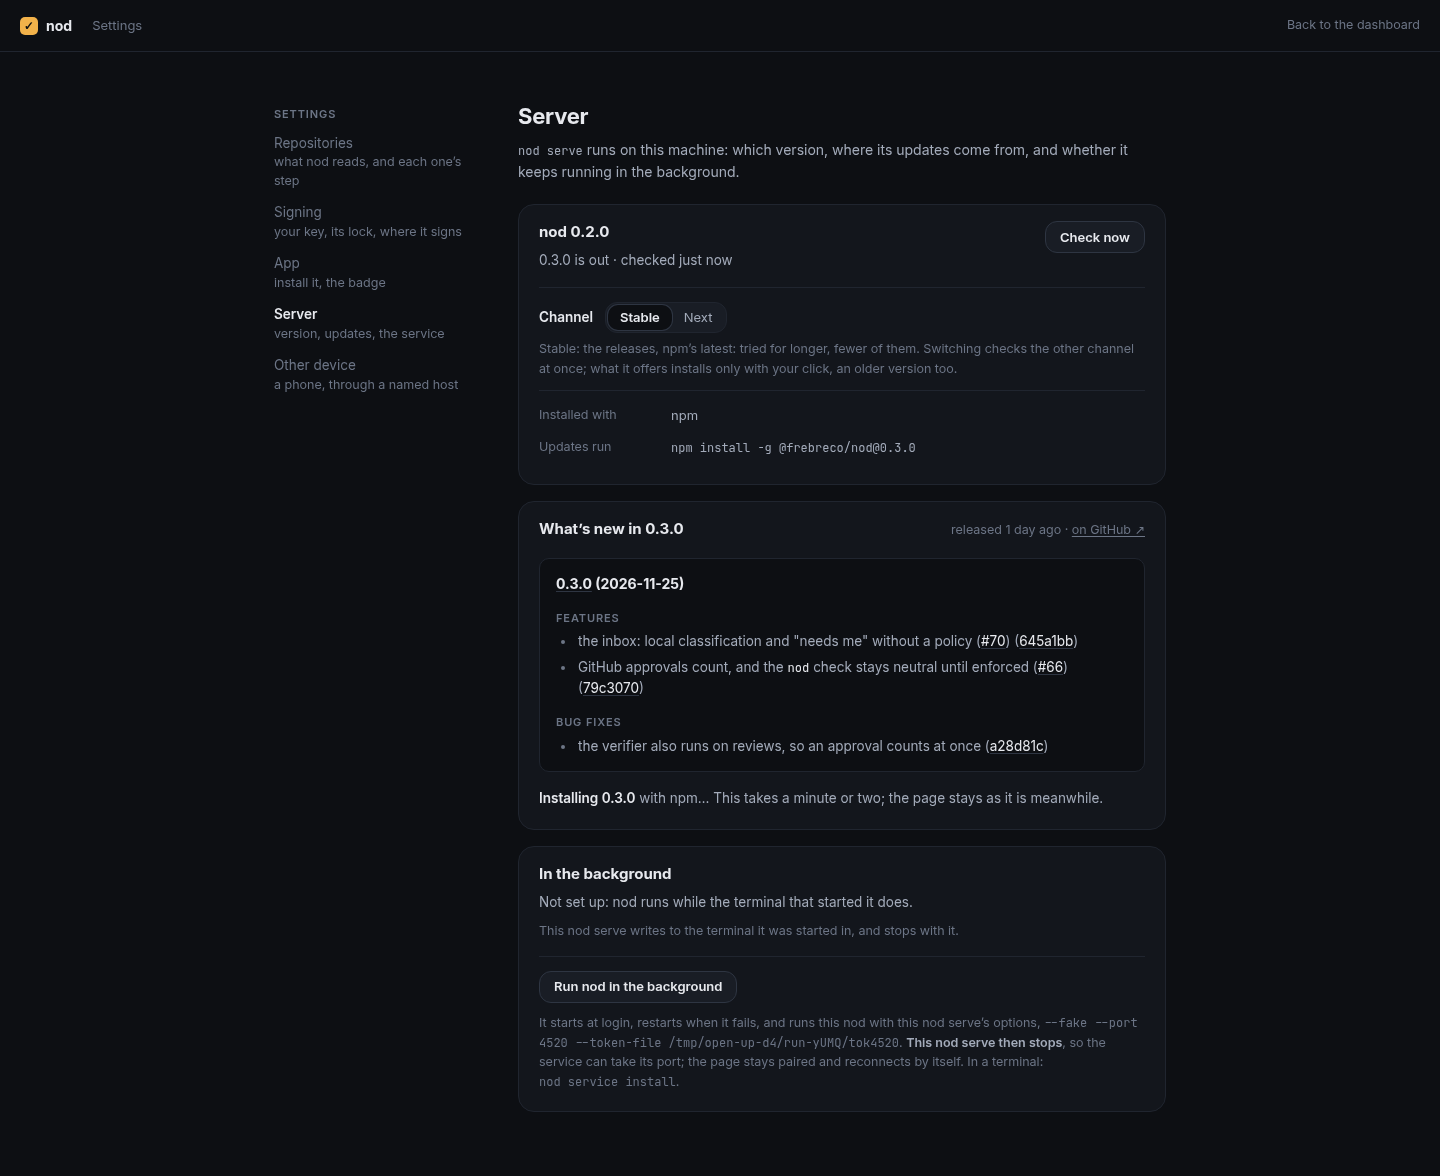 ✓ nod Settings Back to the dashboard
SETTINGS
Repositories
what nod reads, and each one’s
step
Signing
your key, its lock, where it signs
App
install it, the badge
Server
version, updates, the service
Other device
a phone, through a named host
Server
nod serve runs on this machine: which version, where its updates come from, and whether it
keeps running in the background.
nod 0.2.0
Check now
0.3.0 is out · checked just now
Channel Stable Next
Stable: the releases, npm’s latest: tried for longer, fewer of them. Switching checks the other channel
at once; what it offers installs only with your click, an older version too.
Installed with npm
Updates run npm install -g @frebreco/nod@0.3.0
What’s new in 0.3.0 released 1 day ago · on GitHub ↗
0.3.0 (2026-11-25)
FEATURES
• the inbox: local classification and "needs me" without a policy (#70) (645a1bb)
• GitHub approvals count, and the nod check stays neutral until enforced (#66)
(79c3070)
BUG FIXES
• the verifier also runs on reviews, so an approval counts at once (a28d81c)
Installing 0.3.0 with npm… This takes a minute or two; the page stays as it is meanwhile.
In the background
Not set up: nod runs while the terminal that started it does.
This nod serve writes to the terminal it was started in, and stops with it.
Run nod in the background
It starts at login, restarts when it fails, and runs this nod with this nod serve’s options, --fake --port
4520 --token-file /tmp/open-up-d4/run-yUMQ/tok4520. This nod serve then stops, so the
service can take its port; the page stays paired and reconnects by itself. In a terminal:
nod service install.